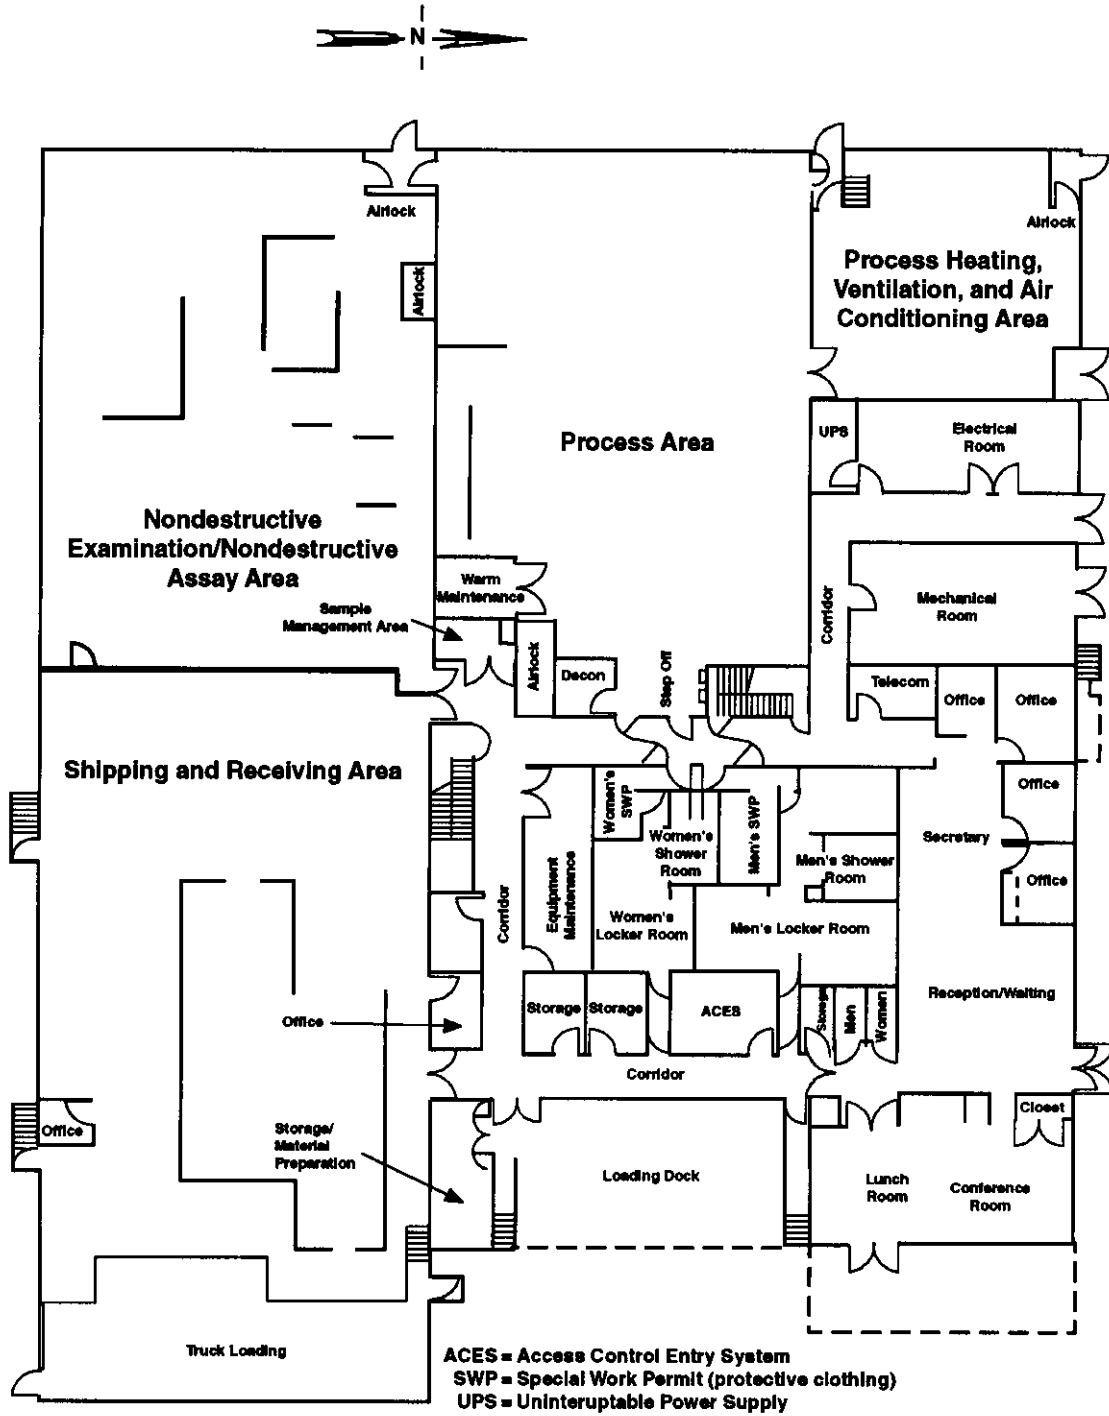 N
Airlock
Airlock
Airlock
Process Heating,
Ventilation, and Air
Conditioning Area
Process Area
UPS
Electrical
Room
Nondestructive
Examination/Nondestructive
Assay Area
Warm
Maintenance
Sample
Management Area
Corridor
Mechanical
Room
Airlock
Decon
Step Off
Telecom
Office
Office
Shipping and Receiving Area
Women's
SWP
Women's
Shower
Room
Men's SWP
Men's Shower
Room
Secretary
Office
Office
Corridor
Equipment
Maintenance
Women's
Locker Room
Men's Locker Room
Office
Storage
Storage
ACES
Storage
Men
Women
Reception/Waiting
Corridor
Office
Storage/
Material
Preparation
Loading Dock
Closet
Lunch
Room
Conference
Room
Truck Loading
ACES = Access Control Entry System
SWP = Special Work Permit (protective clothing)
UPS = Uninteruptable Power Supply